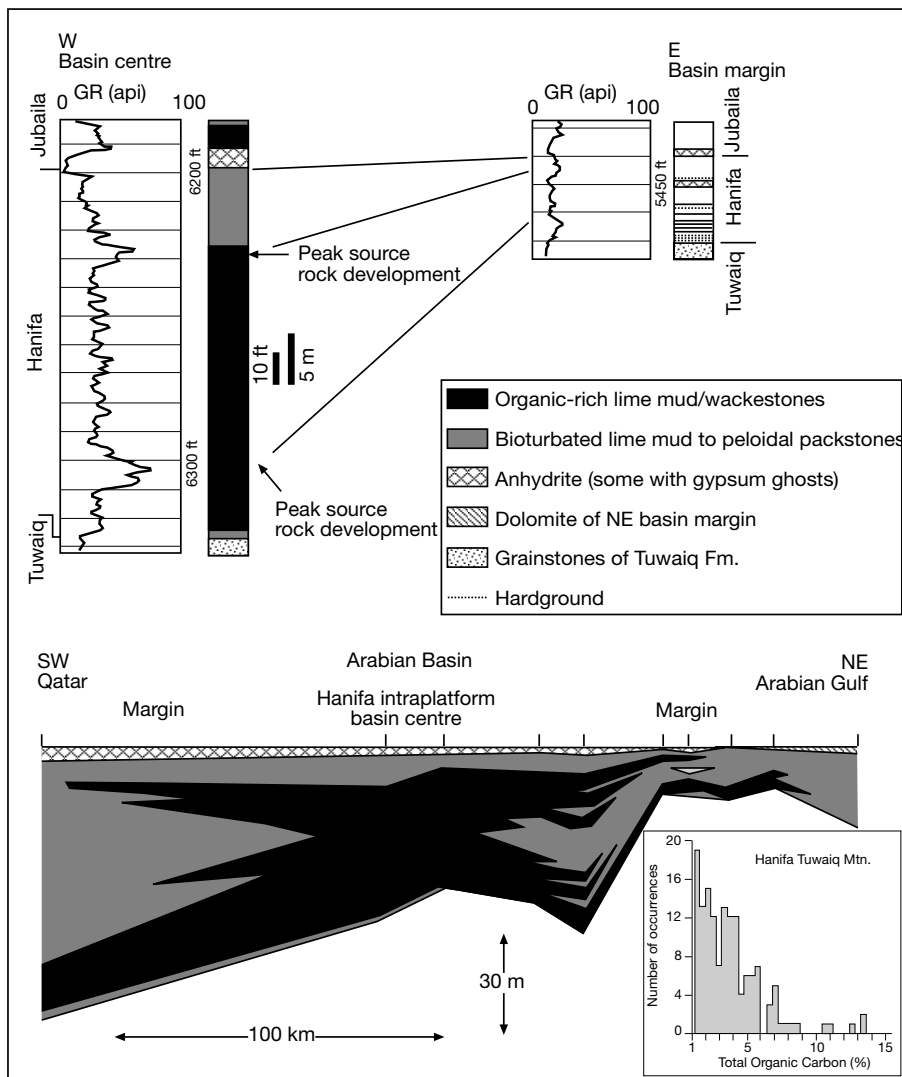 W
Basin centre
GR (api)
0 100
Jubaila
Hanifa
Tuwaiq
6200 ft
6300 ft
Peak source
rock development
Peak source
rock development
10 ft
5 m
E
Basin margin
GR (api)
0 100
5450 ft
Jubaila
Hanifa
Tuwaiq
Organic-rich lime mud/wackestones
Bioturbated lime mud to peloidal packstones
Anhydrite (some with gypsum ghosts)
Dolomite of NE basin margin
Grainstones of Tuwaiq Fm.
Hardground
SW
Qatar
Margin
Arabian Basin
Hanifa intraplatform
basin centre
Margin
NE
Arabian Gulf
30 m
100 km
Hanifa Tuwaiq Mtn.
Number of occurrences
20
16
12
8
4
0
1 5 10 15
Total Organic Carbon (%)